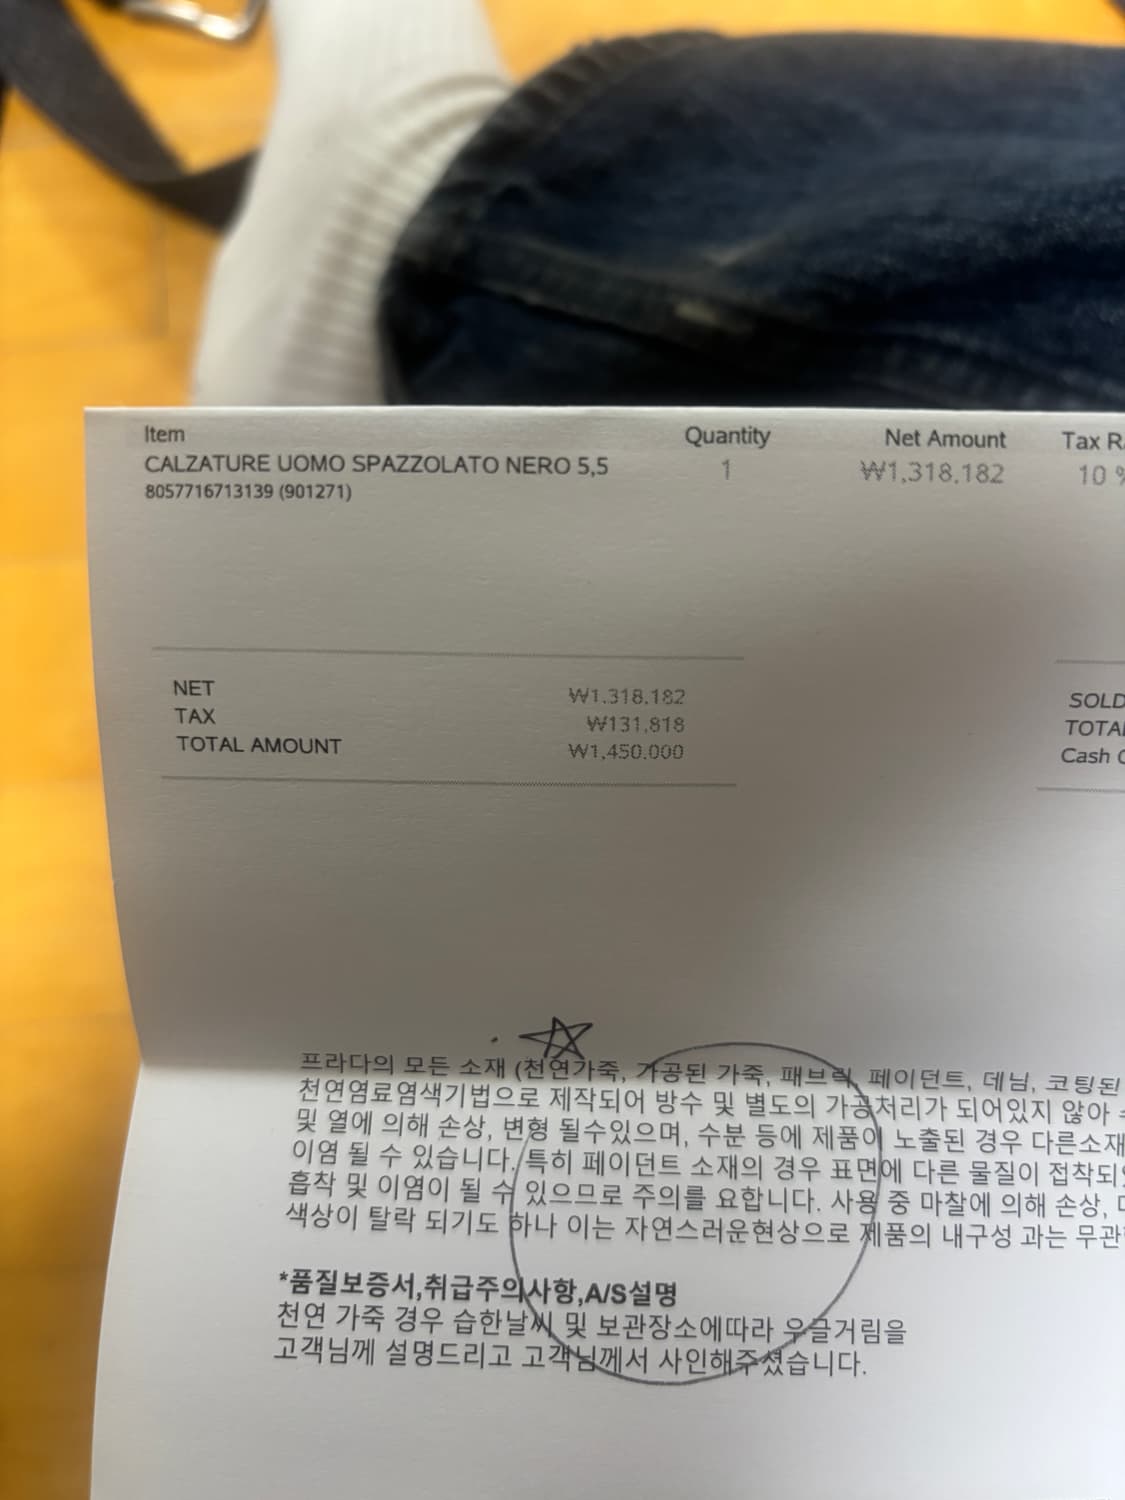 Item Quantity Net Amount Tax
CALZATURE UOMO SPAZZOLATO NERO 5,5 1 ₩1,318,182 10 %
8057716713139 (901271)
NET ₩1,318,182 SOLD
TAX ₩131,818
TOTAL AMOUNT ₩1,450,000 Cash
프라다의 모든 소재 (천연가죽, 가공된 가죽, 패브릭, 페이던트, 데님, 코팅된
천연염료염색기법으로 제작되어 방수 및 별도의 가공처리가 되어있지 않아
및 열에 의해 손상, 변형 될수있으며, 수분 등에 제품이 노출된 경우 다른소재
이염 될 수 있습니다. 특히 페이던트 소재의 경우 표면에 다른 물질이
흡착 및 이염이 될 수 있으므로 주의를 요합니다. 사용 중 마찰에 의해 손상,
색상이 탈락 되기도 하나 이는 자연스러운현상으로 제품의 내구성 과는
*품질보증서,취급주의사항,A/S설명
천연 가죽 경우 습한날씨 및 보관장소에따라 우글거림을
고객님께 설명드리고 고객님께서 사인해주셨습니다.